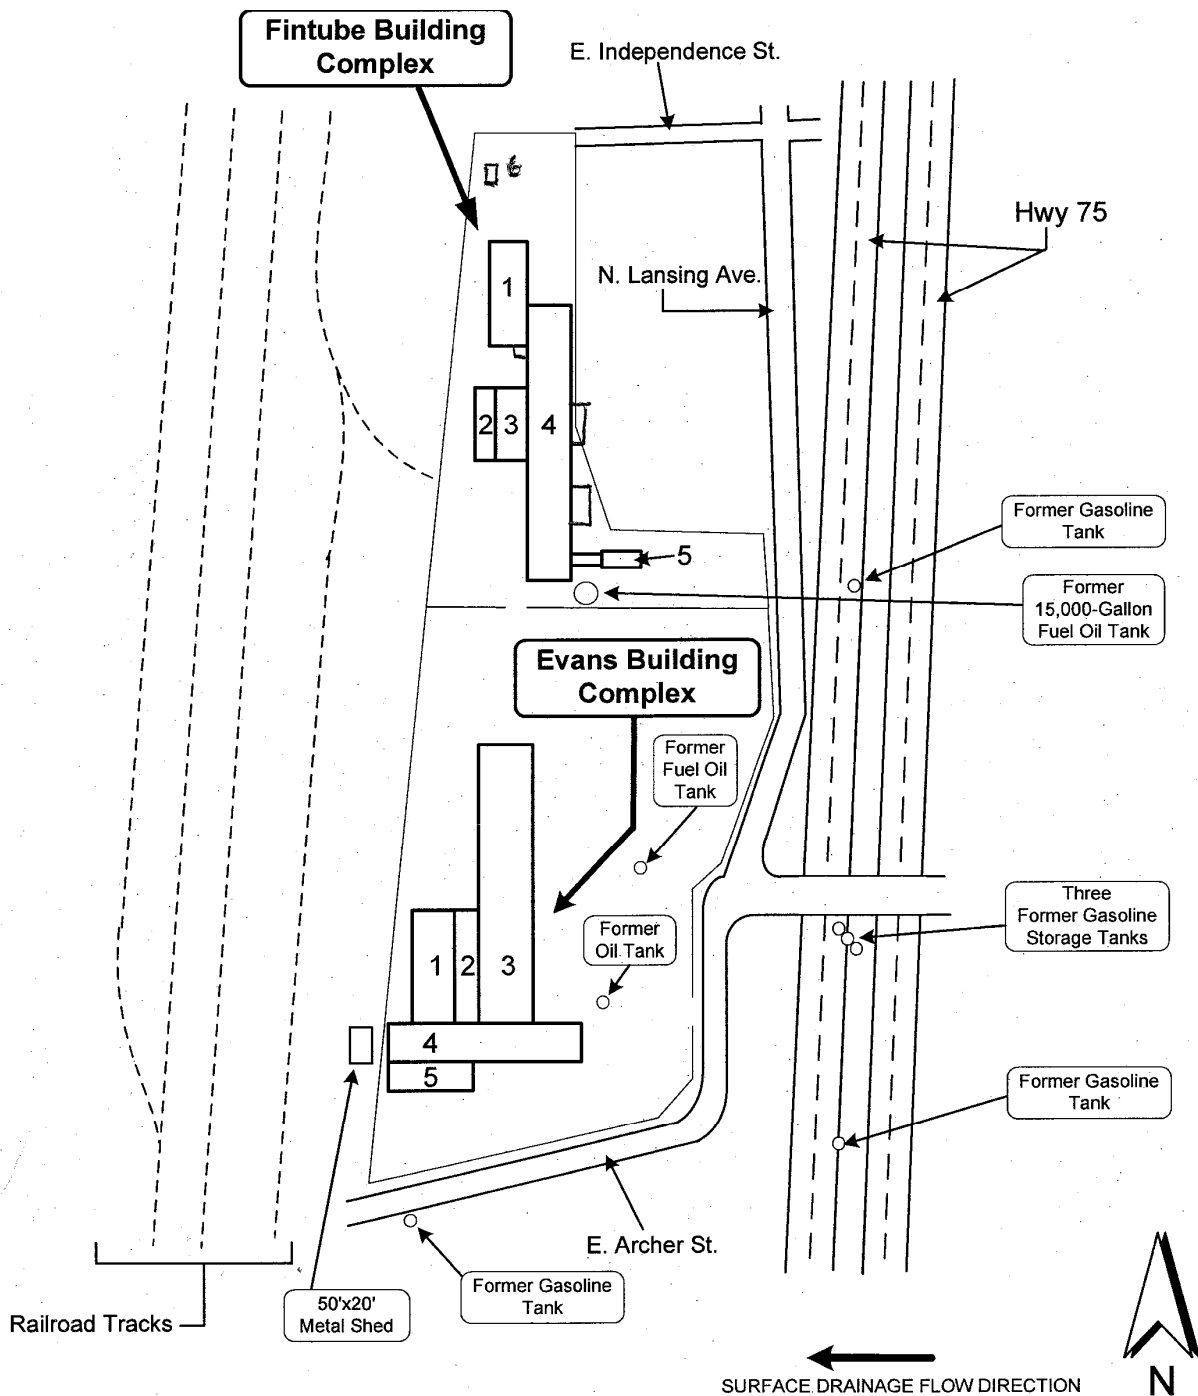 Fintube Building
Complex
E. Independence St.
6
Hwy 75
1
N. Lansing Ave.
2
3
4
Former Gasoline
Tank
5
Former
15,000-Gallon
Fuel Oil Tank
Evans Building
Complex
Former
Fuel Oil
Tank
Three
Former Gasoline
Storage Tanks
Former
Oil Tank
1
2
3
4
5
Former Gasoline
Tank
E. Archer St.
Former Gasoline
Tank
50'x20'
Metal Shed
Railroad Tracks
SURFACE DRAINAGE FLOW DIRECTION
N